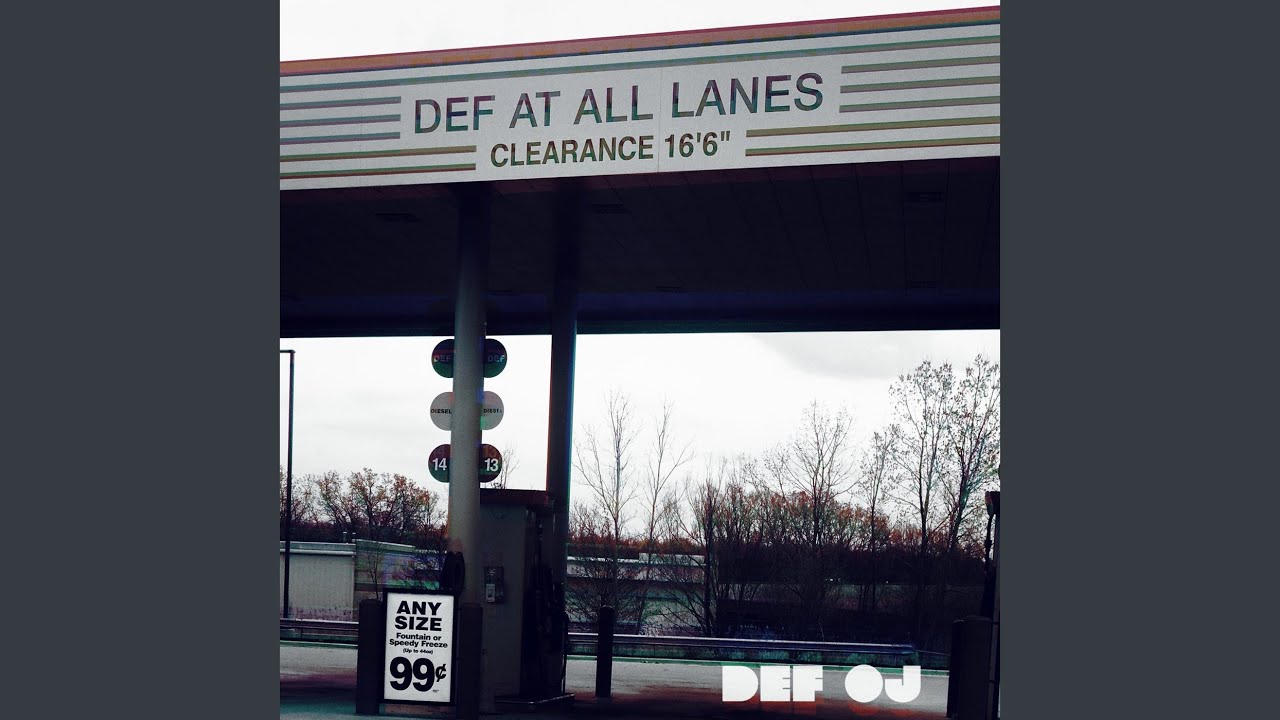 DEF AT ALL LANES
CLEARANCE 16'6"
DEF DEF
DIESEL DIESEL
14 13
ANY
SIZE
Fountain or
Speedy Freeze
(Up to 44oz)
99¢
DEF OJ